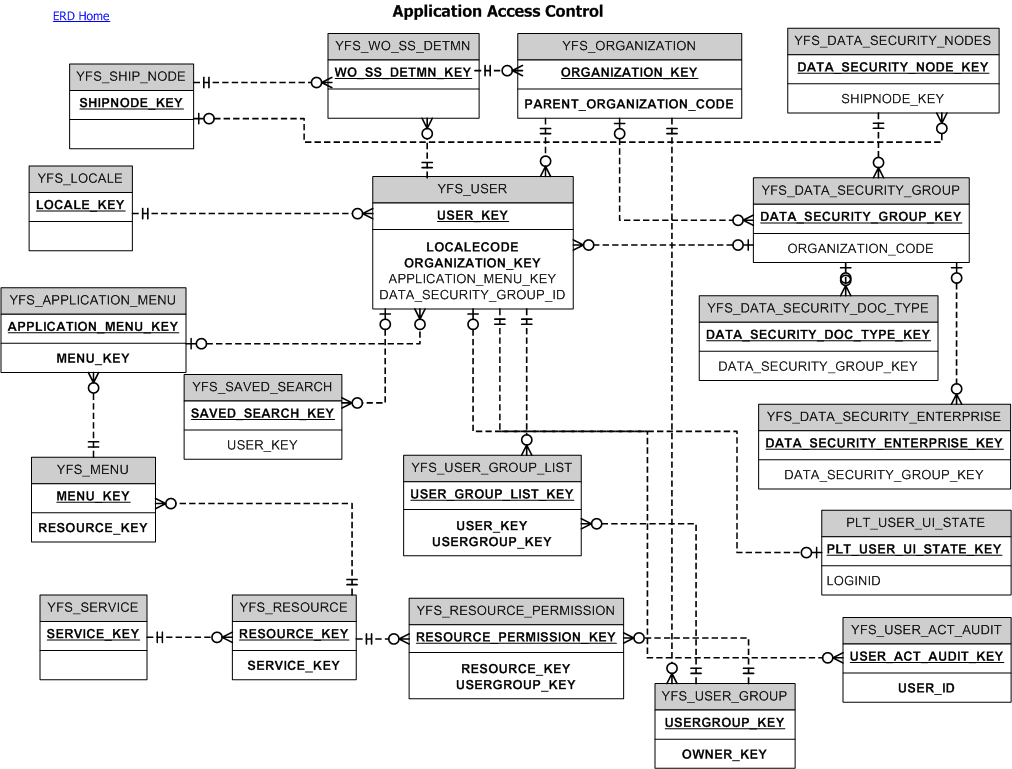 ERD Home
Application Access Control
YFS_WO_SS_DETMN
WO_SS_DETMN_KEY
YFS_ORGANIZATION
ORGANIZATION_KEY
PARENT_ORGANIZATION_CODE
YFS_DATA_SECURITY_NODES
DATA_SECURITY_NODE_KEY
SHIPNODE_KEY
YFS_SHIP_NODE
SHIPNODE_KEY
YFS_LOCALE
LOCALE_KEY
YFS_USER
USER_KEY
LOCALECODE
ORGANIZATION_KEY
APPLICATION_MENU_KEY
DATA_SECURITY_GROUP_ID
YFS_DATA_SECURITY_GROUP
DATA_SECURITY_GROUP_KEY
ORGANIZATION_CODE
YFS_APPLICATION_MENU
APPLICATION_MENU_KEY
MENU_KEY
YFS_DATA_SECURITY_DOC_TYPE
DATA_SECURITY_DOC_TYPE_KEY
DATA_SECURITY_GROUP_KEY
YFS_SAVED_SEARCH
SAVED_SEARCH_KEY
USER_KEY
YFS_DATA_SECURITY_ENTERPRISE
DATA_SECURITY_ENTERPRISE_KEY
DATA_SECURITY_GROUP_KEY
YFS_MENU
MENU_KEY
RESOURCE_KEY
YFS_USER_GROUP_LIST
USER_GROUP_LIST_KEY
USER_KEY
USERGROUP_KEY
PLT_USER_UI_STATE
PLT_USER_UI_STATE_KEY
LOGINID
YFS_SERVICE
SERVICE_KEY
YFS_RESOURCE
RESOURCE_KEY
SERVICE_KEY
YFS_RESOURCE_PERMISSION
RESOURCE_PERMISSION_KEY
RESOURCE_KEY
USERGROUP_KEY
YFS_USER_ACT_AUDIT
USER_ACT_AUDIT_KEY
USER_ID
YFS_USER_GROUP
USERGROUP_KEY
OWNER_KEY